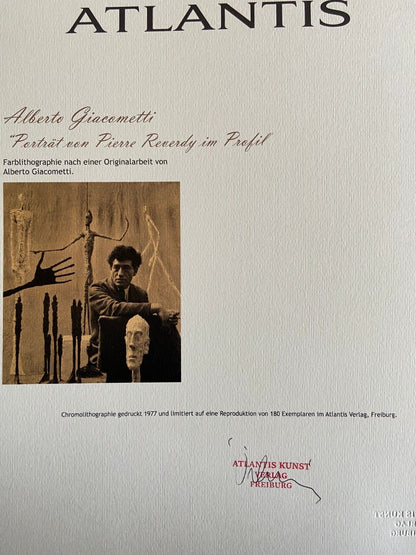 ATLANTIS
Alberto Giacometti
"Porträt von Pierre Reverdy im Profil
Farblithographie nach einer Originalarbeit von
Alberto Giacometti.
Chromolithographie gedruckt 1977 und limitiert auf eine Reproduktion von 180 Exemplaren im Atlantis Verlag, Freiburg.
ATLANTIS KUNST
VERLAG
FREIBURG